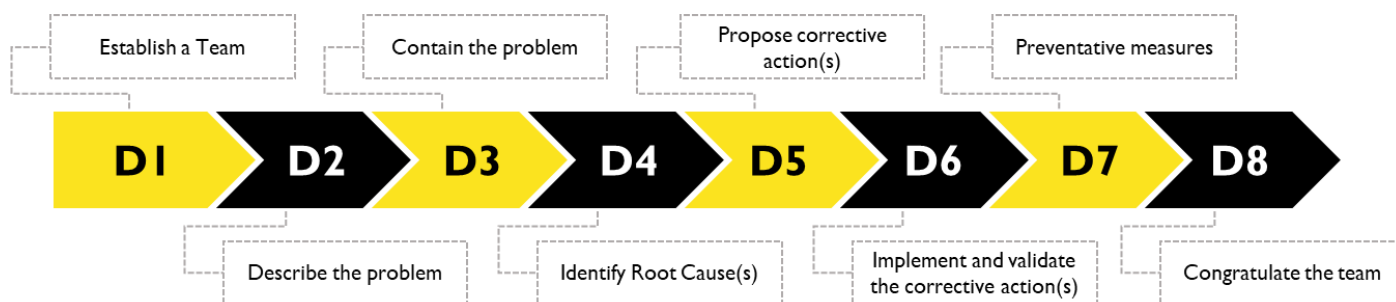 Establish a Team
Contain the problem
Propose corrective
action(s)
Preventative measures
D1
D2
D3
D4
D5
D6
D7
D8
Describe the problem
Identify Root Cause(s)
Implement and validate
the corrective action(s)
Congratulate the team